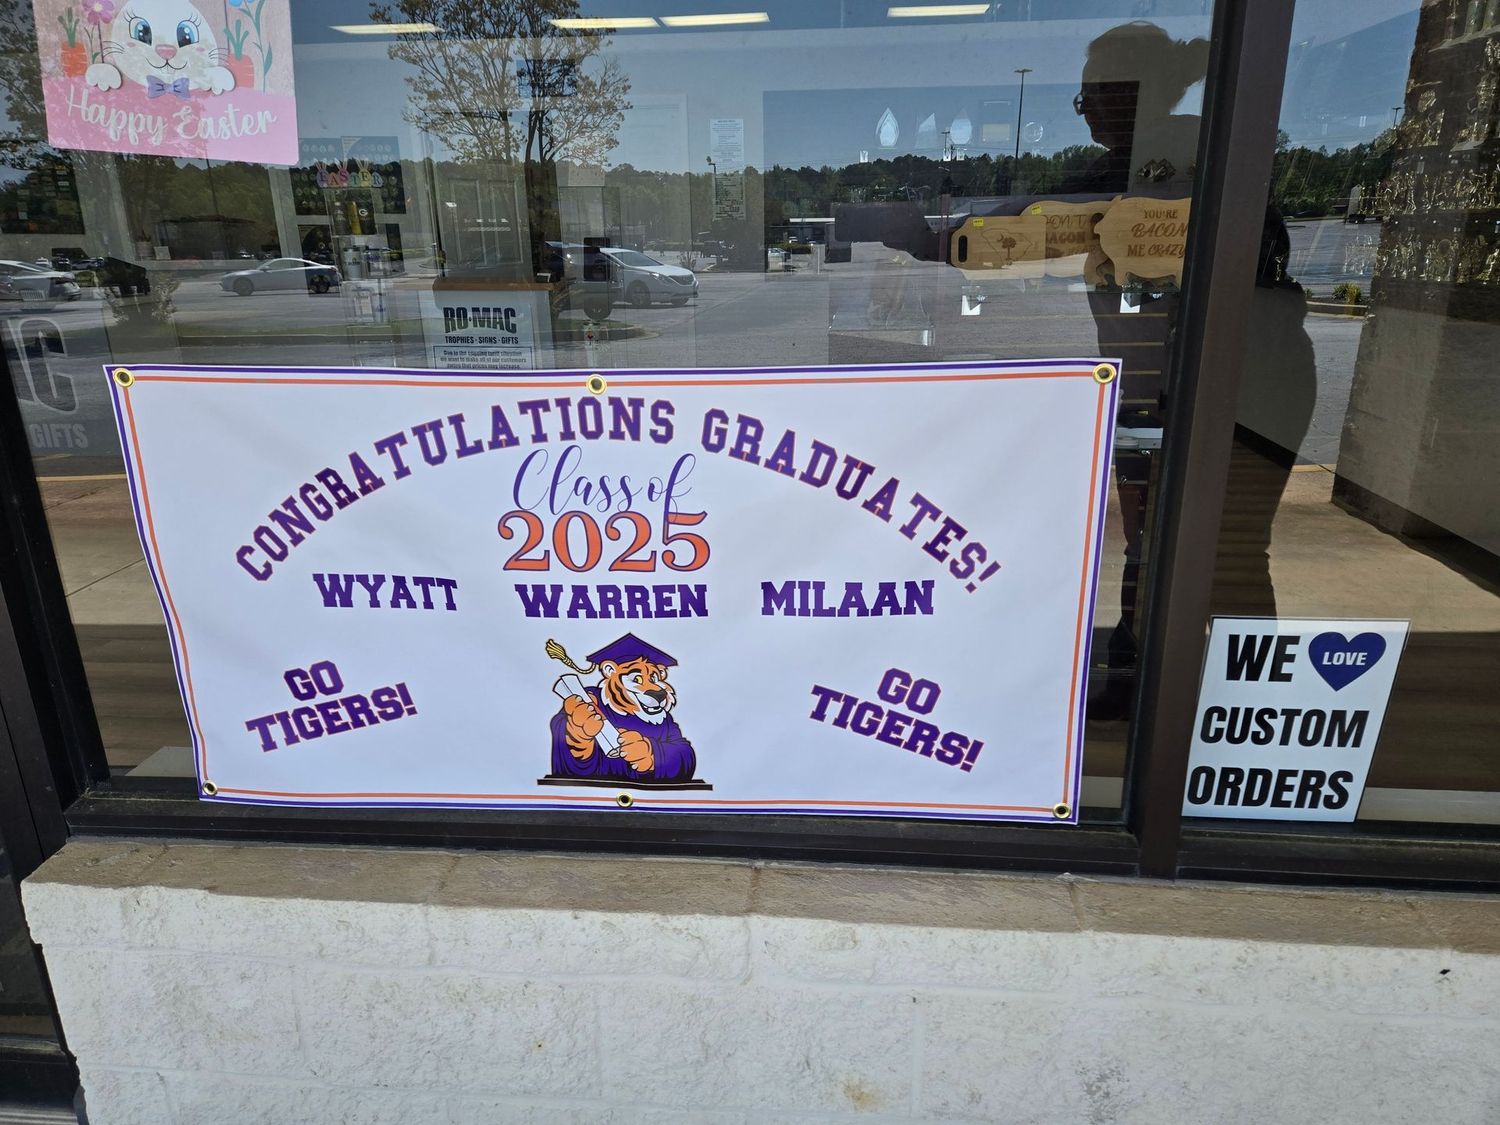 Happy Easter
EASTER
RO-MAC
TROPHIES · SIGNS · GIFTS
YOU'RE
BACON
ME CRAZY
C
GIFTS
CONGRATULATIONS GRADUATES!
Class of
2025
WYATT WARREN MILAAN
GO
TIGERS!
GO
TIGERS!
WE LOVE
CUSTOM
ORDERS